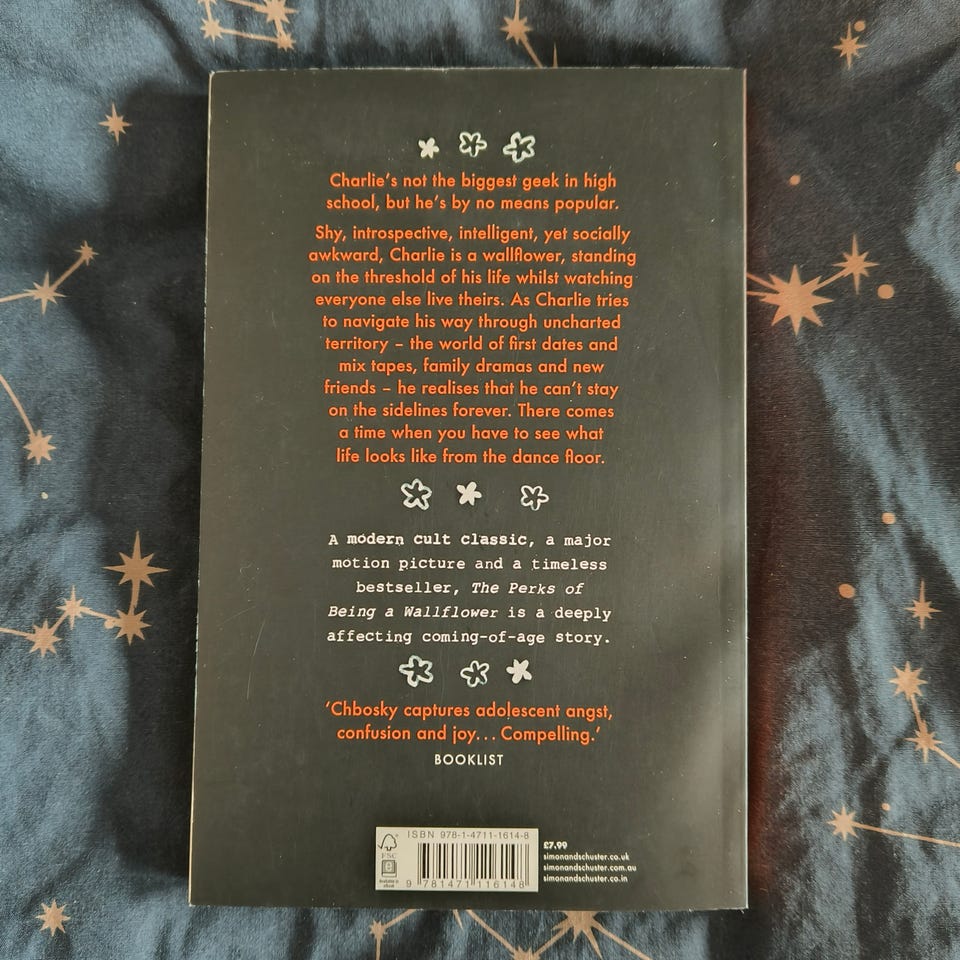 Charlie's not the biggest geek in high
school, but he's by no means popular.
Shy, introspective, intelligent, yet socially
awkward, Charlie is a wallflower, standing
on the threshold of his life whilst watching
everyone else live theirs. As Charlie tries
to navigate his way through uncharted
territory – the world of first dates and
mix tapes, family dramas and new
friends – he realises that he can't stay
on the sidelines forever. There comes
a time when you have to see what
life looks like from the dance floor.
A modern cult classic, a major
motion picture and a timeless
bestseller, The Perks of
Being a Wallflower is a deeply
affecting coming-of-age story.
'Chbosky captures adolescent angst,
confusion and joy... Compelling.'
BOOKLIST
ISBN 978-1-4711-1614-8
FSC
Available in
eBook
9 781471 116148
£7.99
simonandschuster.co.uk
simonandschuster.com.au
simonandschuster.co.in